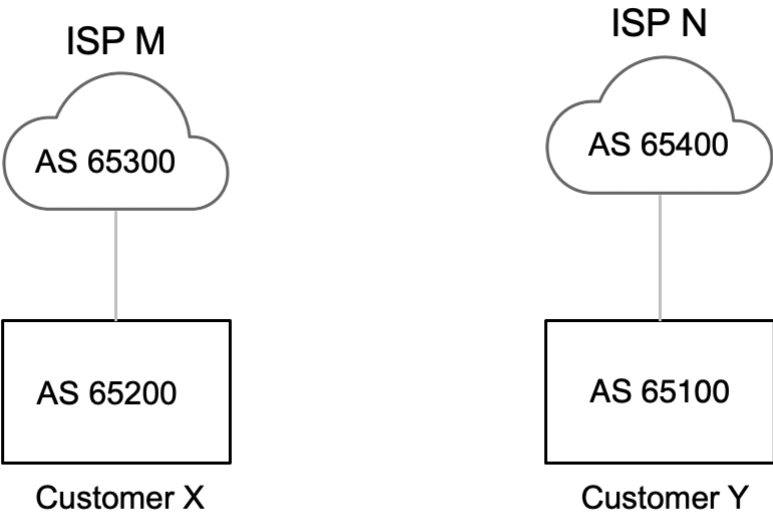 ISP M
AS 65300
AS 65200
Customer X
ISP N
AS 65400
AS 65100
Customer Y